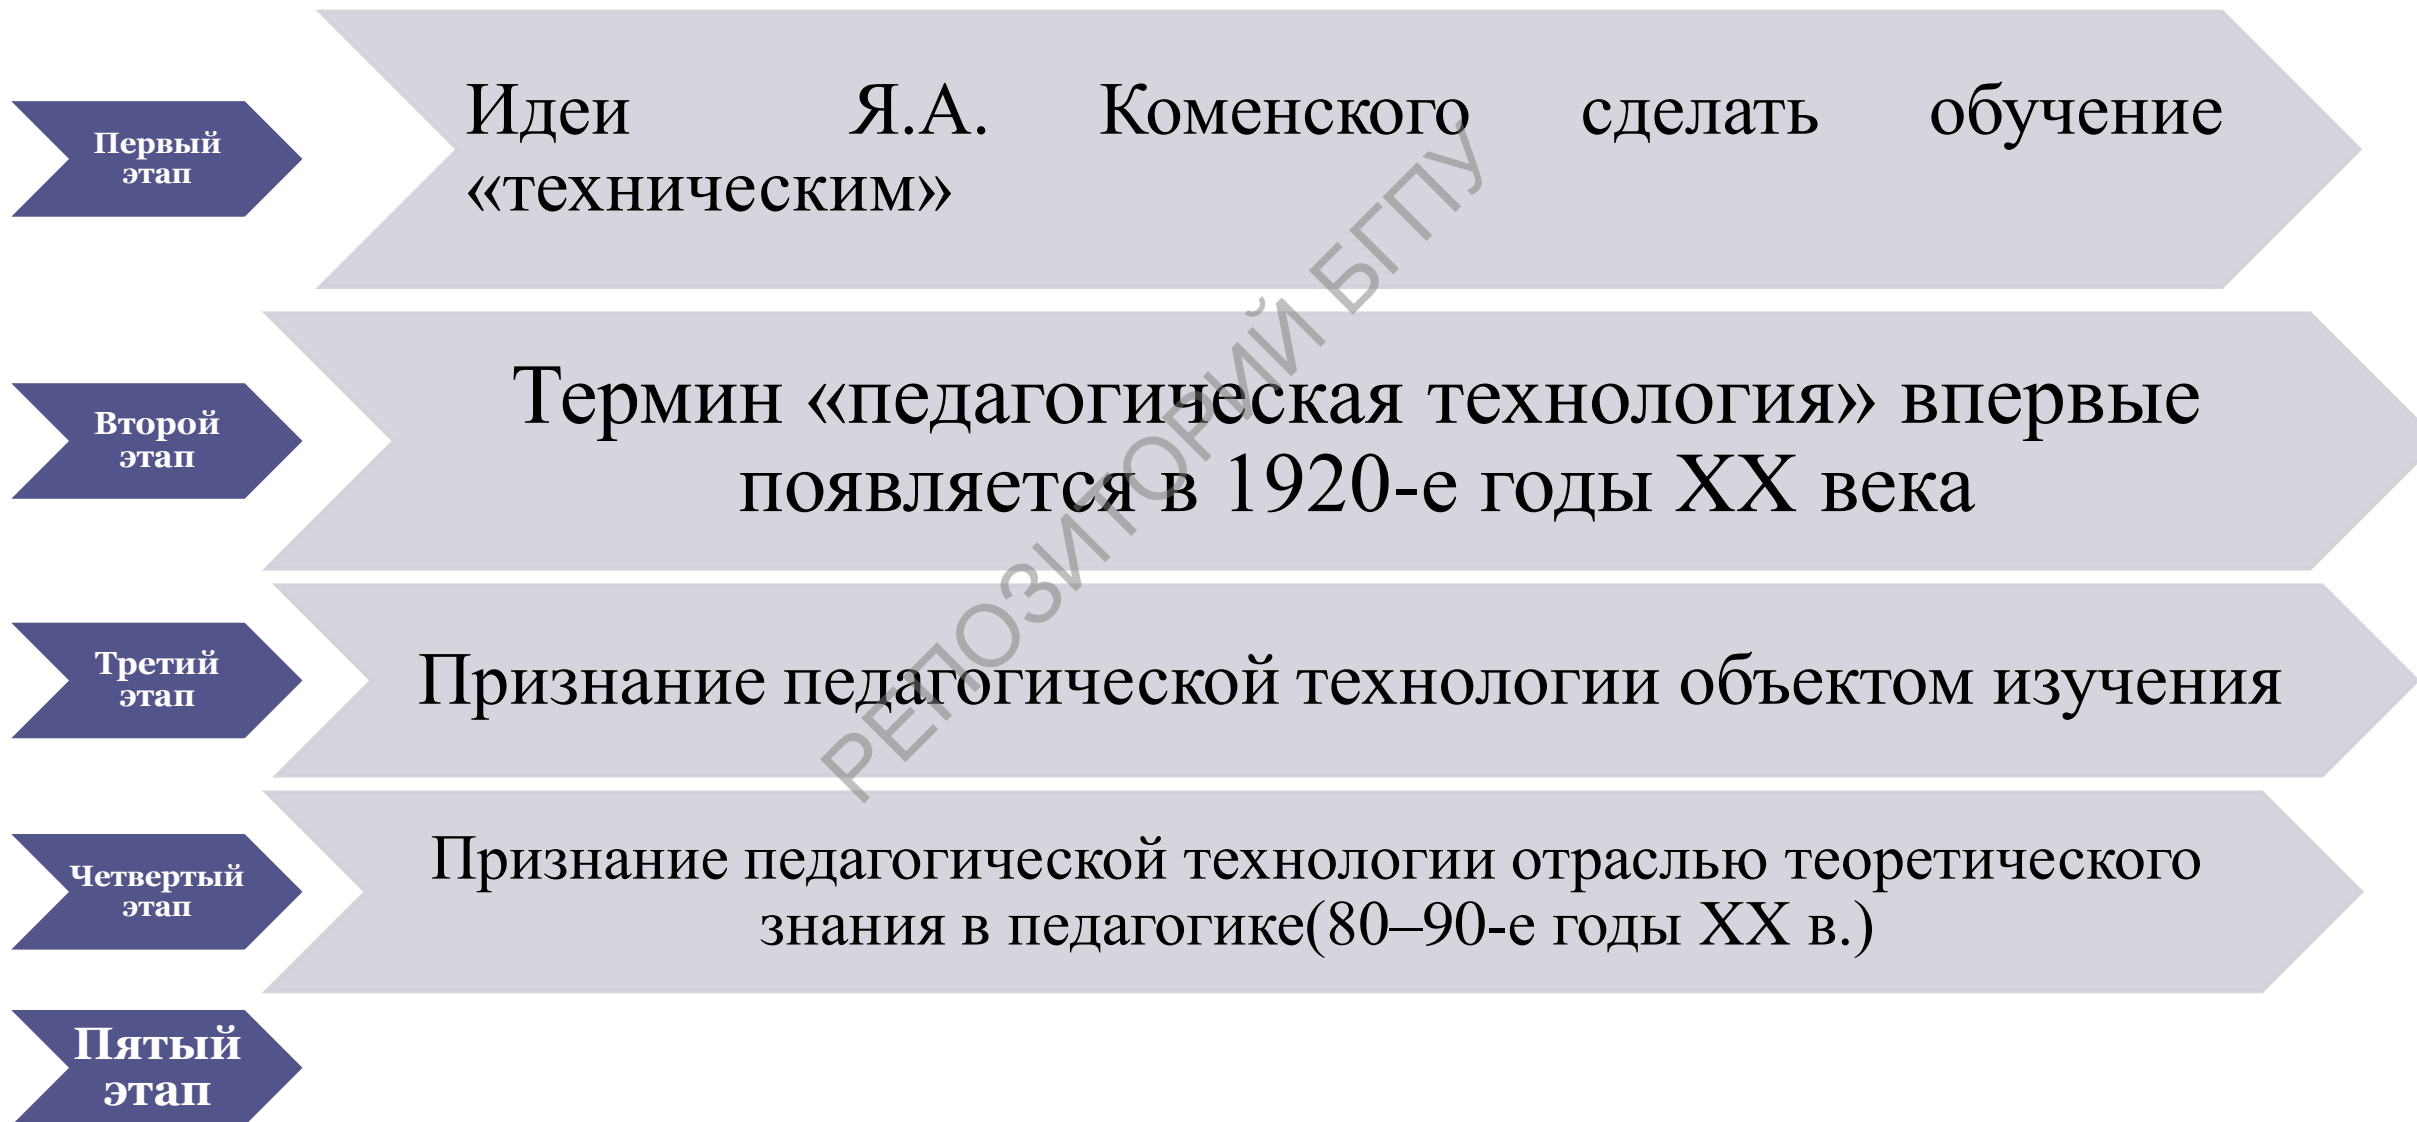 Первый
этап
Идеи Я.А. Коменского сделать обучение
«техническим»
Второй
этап
Термин «педагогическая технология» впервые
появляется в 1920-е годы XX века
Третий
этап
Признание педагогической технологии объектом изучения
Четвертый
этап
Признание педагогической технологии отраслью теоретического
знания в педагогике(80–90-е годы XX в.)
Пятый
этап
РЕПОЗИТОРИЙ БГПУ